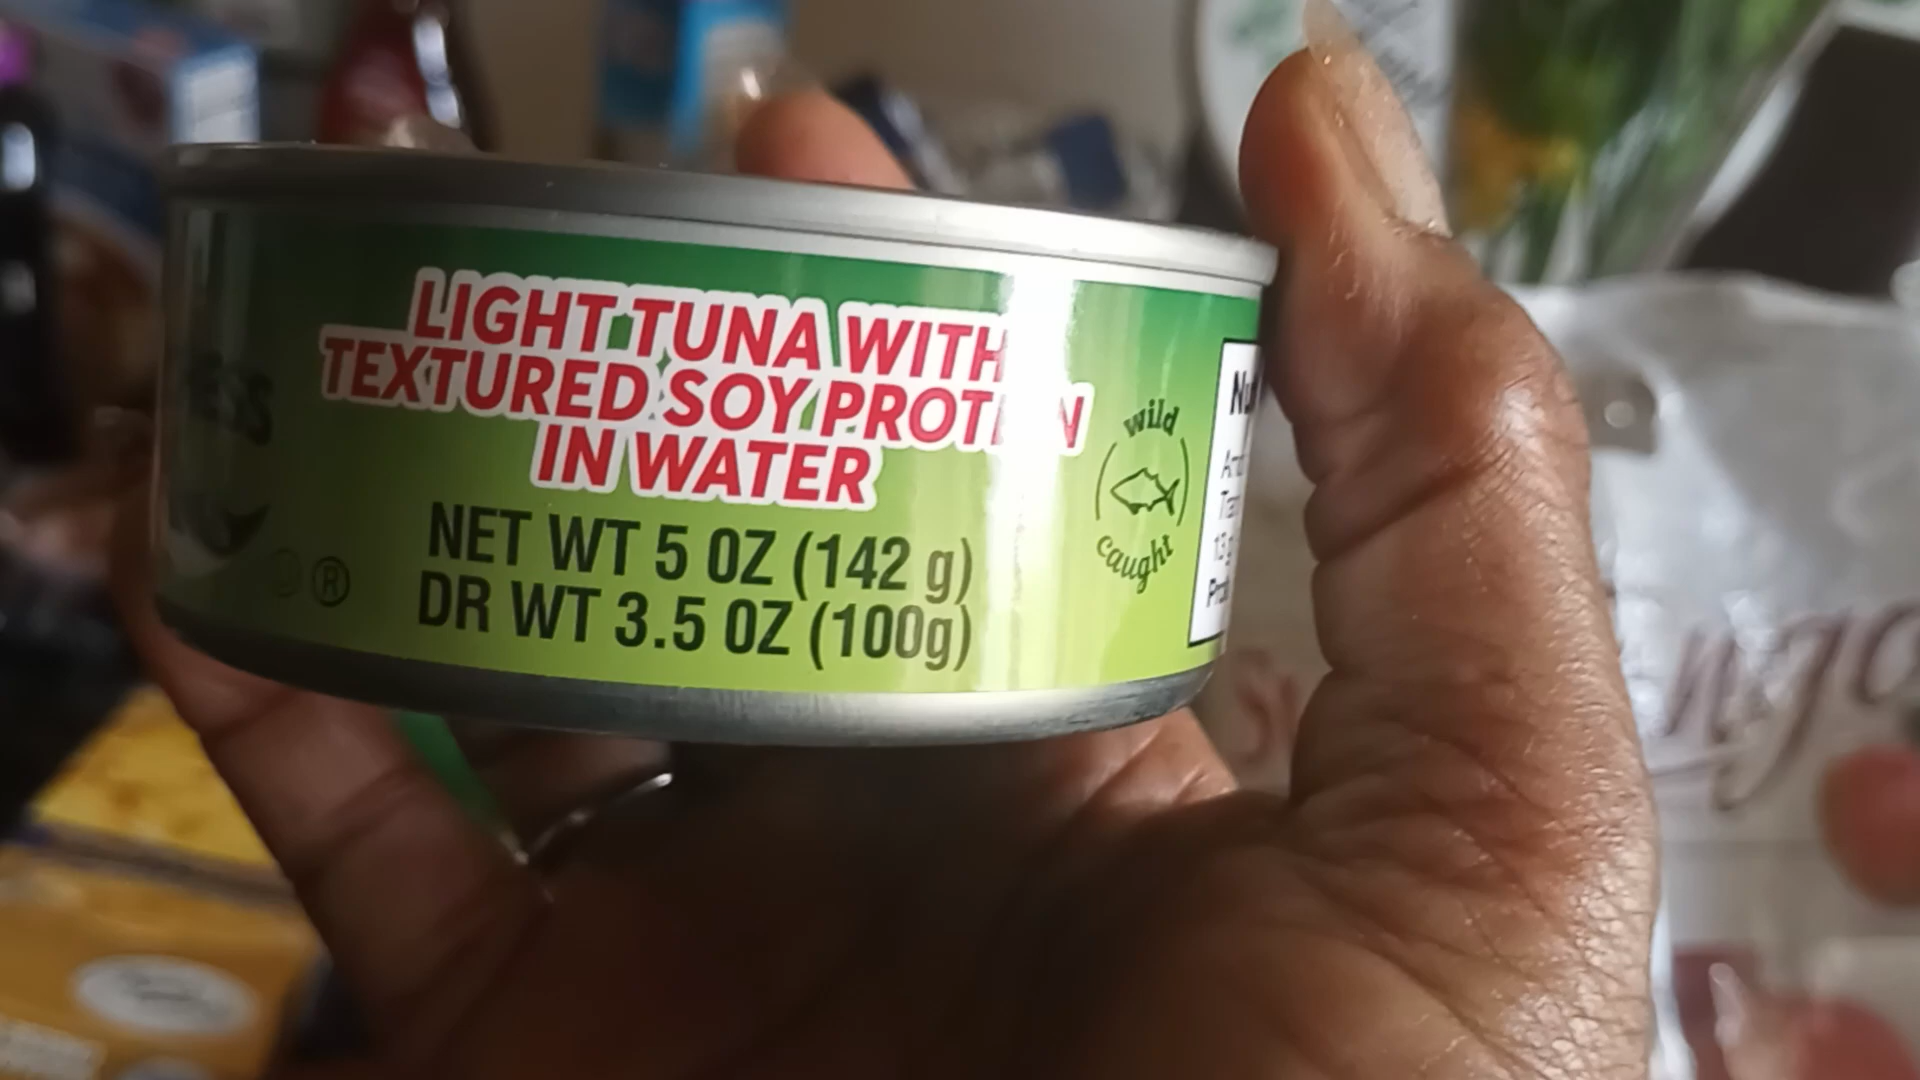 LIGHT TUNA WITH
TEXTURED SOY PROTEIN
IN WATER
NET WT 5 OZ (142 g)
DR WT 3.5 OZ (100g)
®
wild
caught
ESS